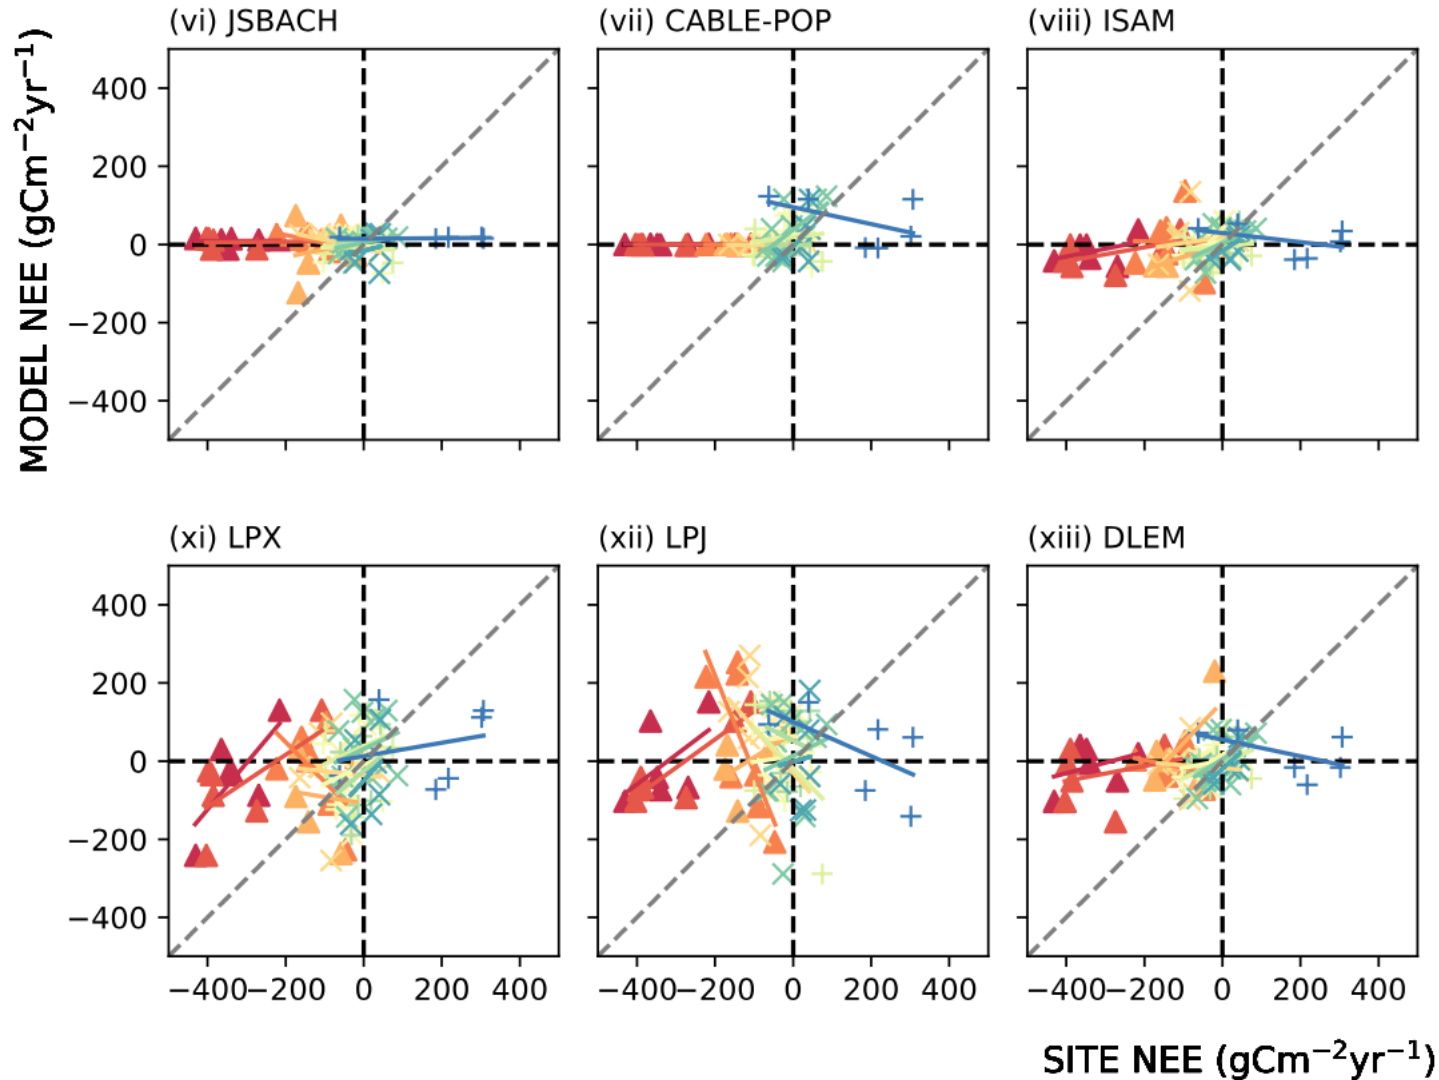 (vi) JSBACH (vii) CABLE-POP (viii) ISAM
MODEL NEE (gCm⁻²yr⁻¹)
400
200
0
−200
−400
(xi) LPX (xii) LPJ (xiii) DLEM
400
200
0
−200
−400
−400 −200 0 200 400 −400 −200 0 200 400 −400 −200 0 200 400
SITE NEE (gCm⁻²yr⁻¹)